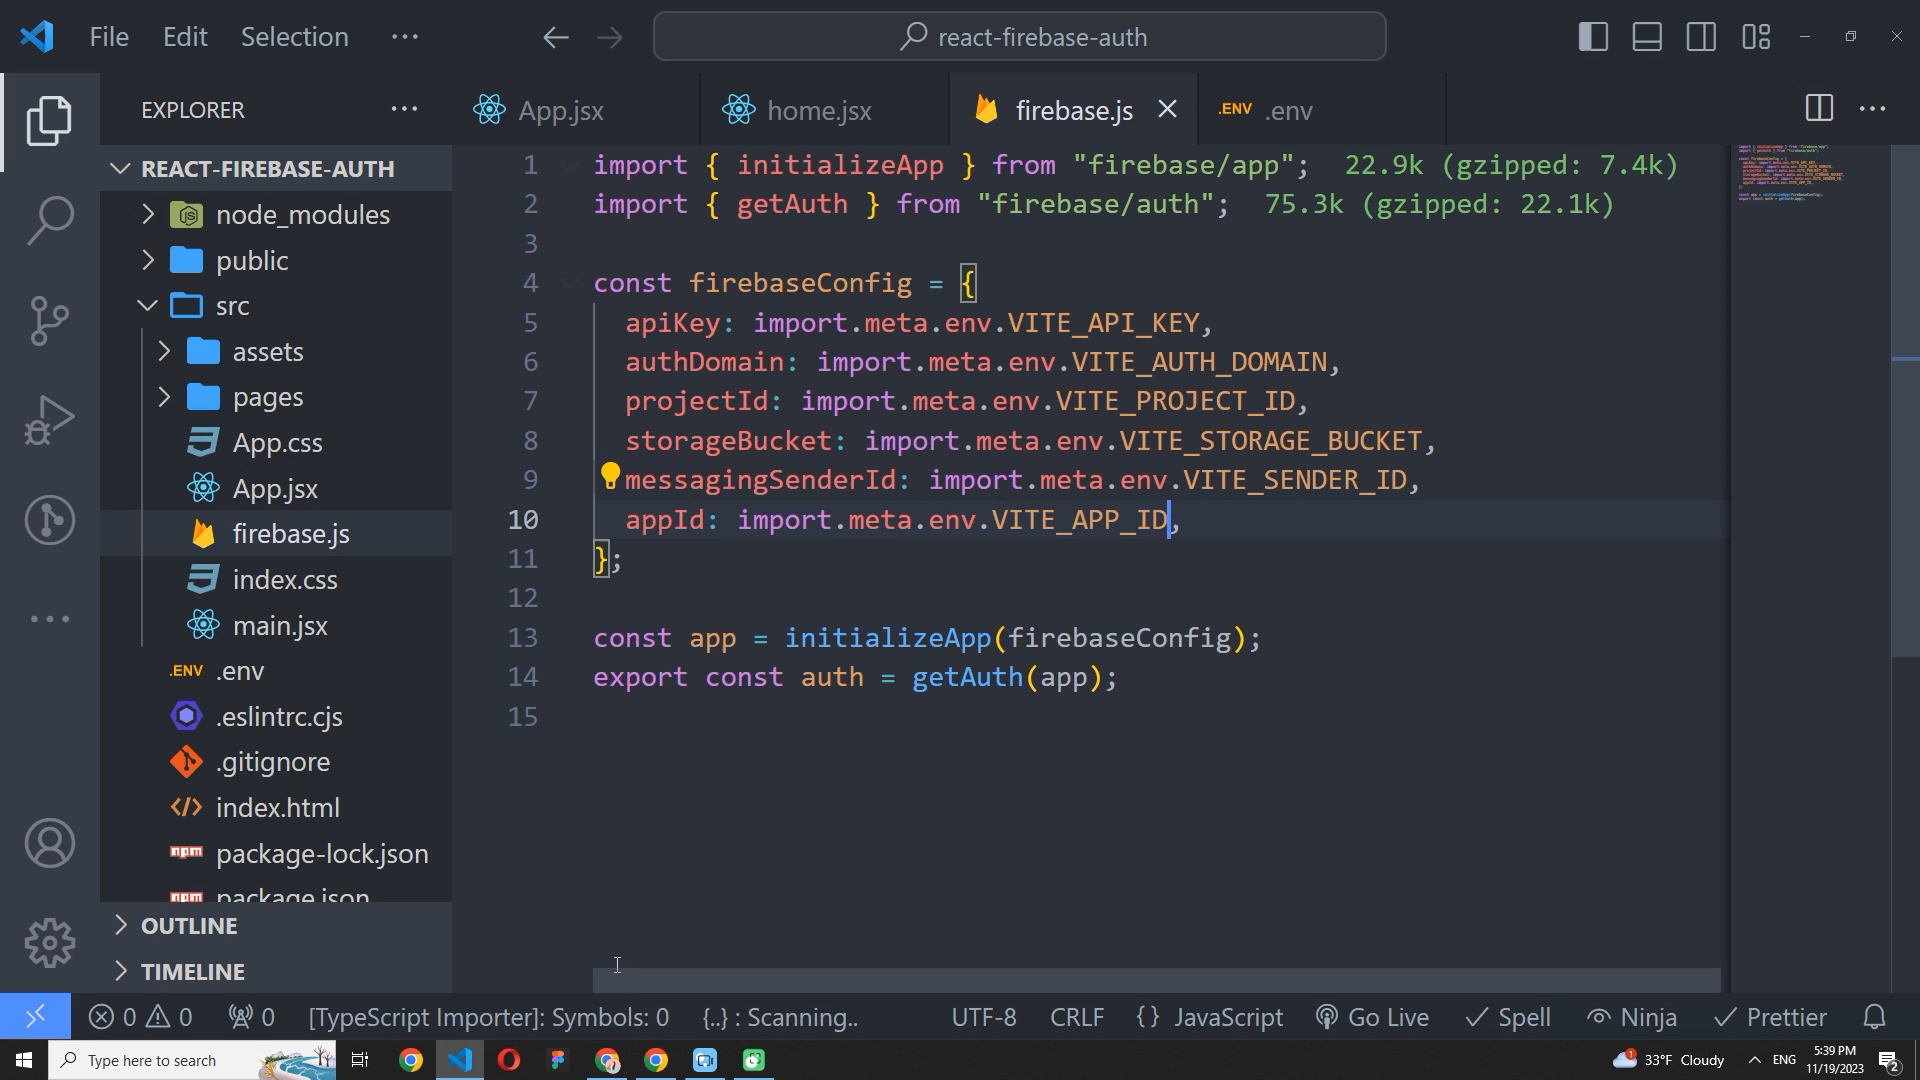 File Edit Selection ··· react-firebase-auth
EXPLORER ···
App.jsx home.jsx firebase.js .ENV .env
REACT-FIREBASE-AUTH
node_modules
public
src
assets
pages
App.css
App.jsx
firebase.js
index.css
main.jsx
.ENV .env
.eslintrc.cjs
.gitignore
index.html
package-lock.json
package.json
OUTLINE
TIMELINE
1 import { initializeApp } from "firebase/app"; 22.9k (gzipped: 7.4k)
2 import { getAuth } from "firebase/auth"; 75.3k (gzipped: 22.1k)
3
4 const firebaseConfig = {
5 apiKey: import.meta.env.VITE_API_KEY,
6 authDomain: import.meta.env.VITE_AUTH_DOMAIN,
7 projectId: import.meta.env.VITE_PROJECT_ID,
8 storageBucket: import.meta.env.VITE_STORAGE_BUCKET,
9 messagingSenderId: import.meta.env.VITE_SENDER_ID,
10 appId: import.meta.env.VITE_APP_ID,
11 };
12
13 const app = initializeApp(firebaseConfig);
14 export const auth = getAuth(app);
15
0 0 0 [TypeScript Importer]: Symbols: 0 {..} : Scanning.. UTF-8 CRLF {} JavaScript Go Live Spell Ninja Prettier
Type here to search 1 33°F Cloudy ENG 5:39 PM 2
11/19/2023